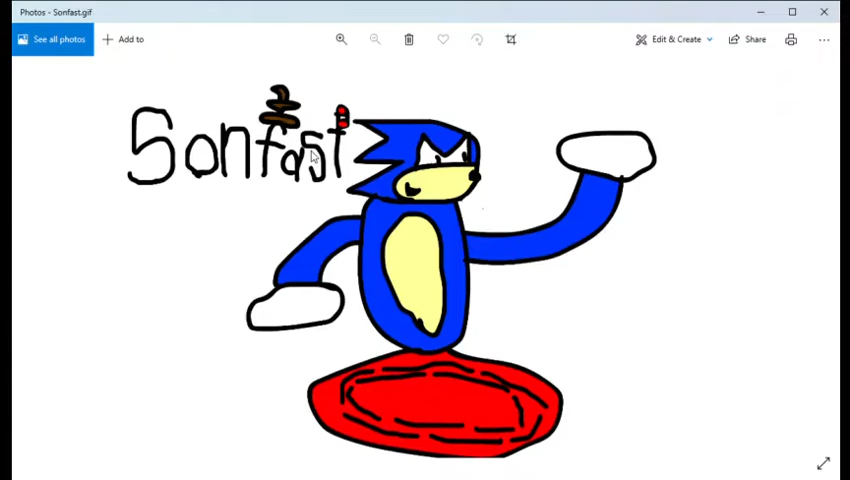 Photos - Sonfast.gif
See all photos
Add to
Edit & Create
Share
Sonfast